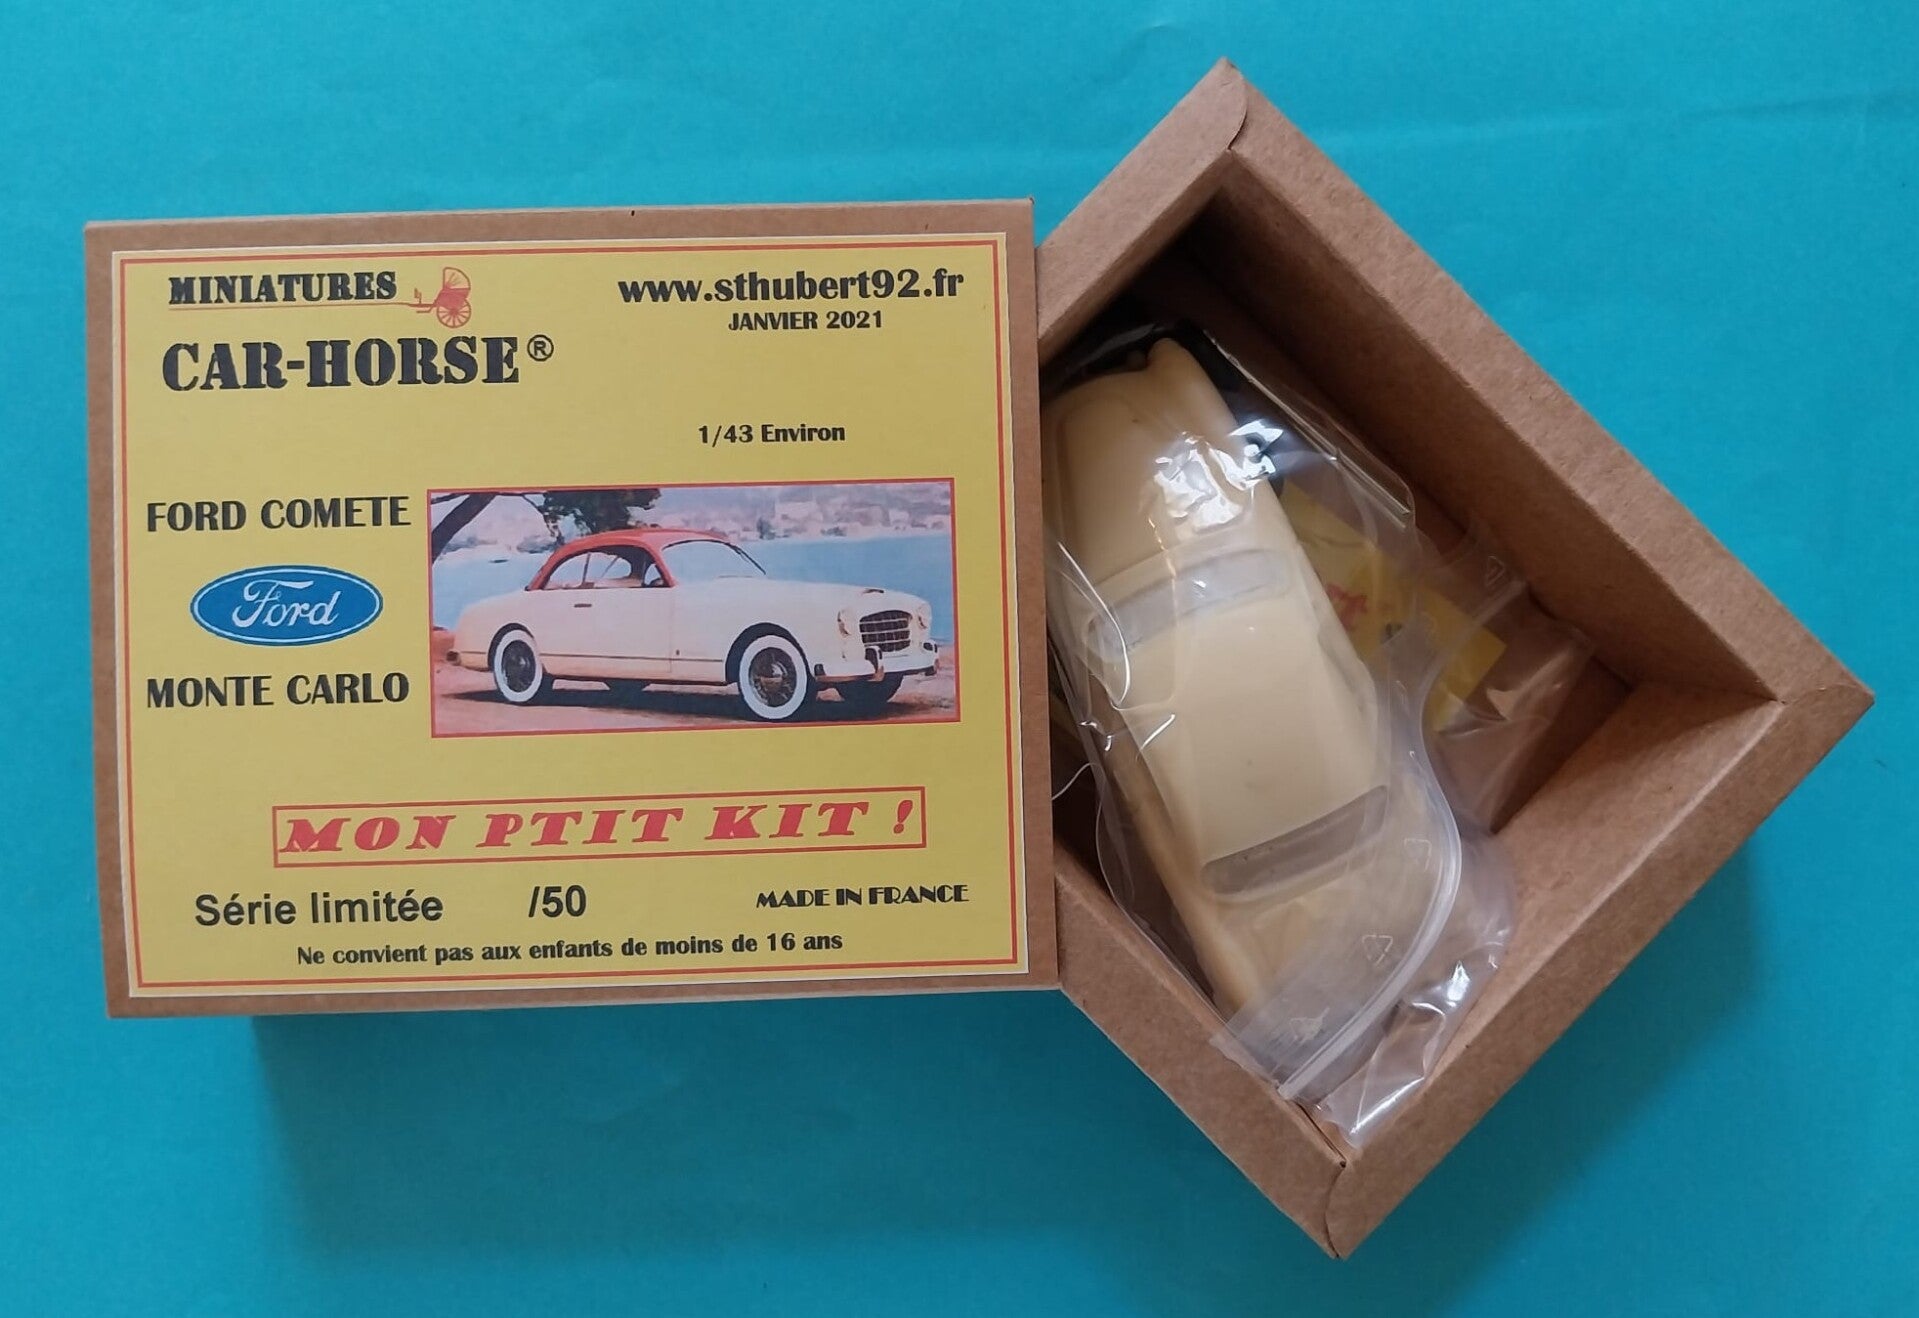 MINIATURES
www.sthubert92.fr
JANVIER 2021
CAR-HORSE®
1/43 Environ
FORD COMETE
Ford
MONTE CARLO
MON PTIT KIT !
Série limitée /50
MADE IN FRANCE
Ne convient pas aux enfants de moins de 16 ans